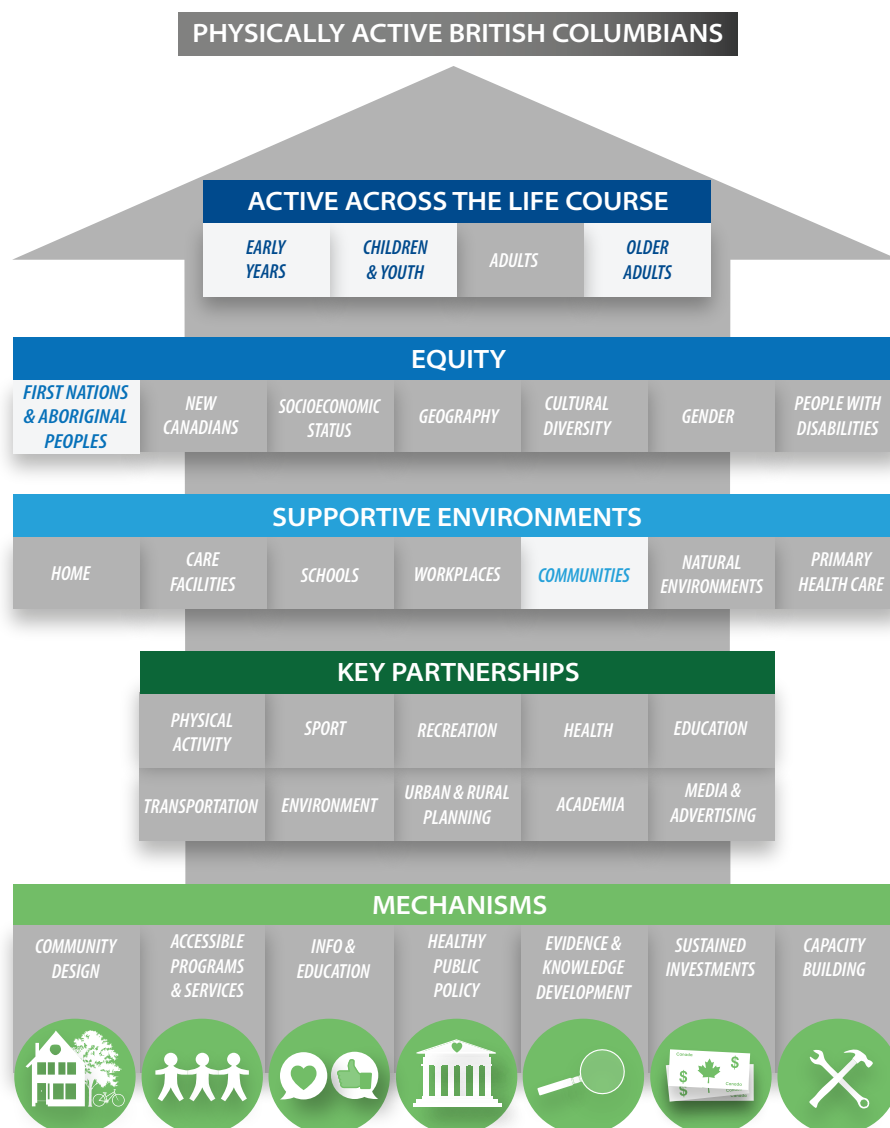 PHYSICALLY ACTIVE BRITISH COLUMBIANS
ACTIVE ACROSS THE LIFE COURSE
EARLY
YEARS
CHILDREN
& YOUTH
ADULTS
OLDER
ADULTS
EQUITY
FIRST NATIONS
& ABORIGINAL
PEOPLES
NEW
CANADIANS
SOCIOECONOMIC
STATUS
GEOGRAPHY
CULTURAL
DIVERSITY
GENDER
PEOPLE WITH
DISABILITIES
SUPPORTIVE ENVIRONMENTS
HOME
CARE
FACILITIES
SCHOOLS
WORKPLACES
COMMUNITIES
NATURAL
ENVIRONMENTS
PRIMARY
HEALTH CARE
KEY PARTNERSHIPS
PHYSICAL
ACTIVITY
SPORT
RECREATION
HEALTH
EDUCATION
TRANSPORTATION
ENVIRONMENT
URBAN & RURAL
PLANNING
ACADEMIA
MEDIA &
ADVERTISING
MECHANISMS
COMMUNITY
DESIGN
ACCESSIBLE
PROGRAMS
& SERVICES
INFO &
EDUCATION
HEALTHY
PUBLIC
POLICY
EVIDENCE &
KNOWLEDGE
DEVELOPMENT
SUSTAINED
INVESTMENTS
CAPACITY
BUILDING
Canada
$
$
Canada
$
Canada